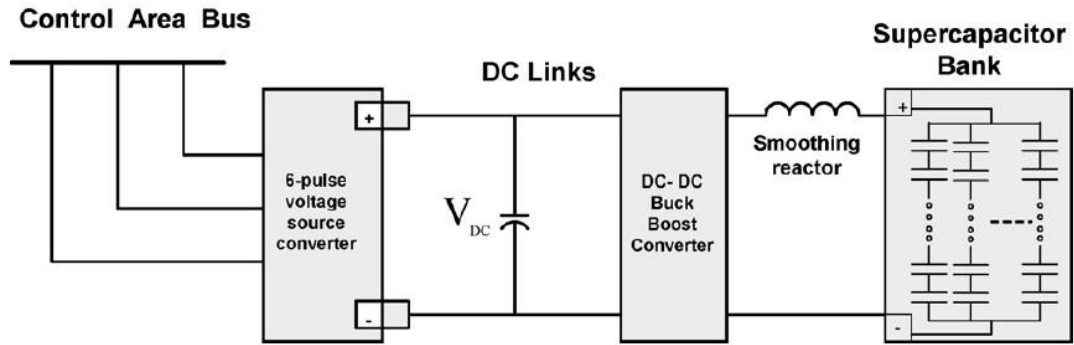 Control Area Bus
DC Links
Supercapacitor
Bank
+
-
6-pulse
voltage
source
converter
V_DC
DC- DC
Buck
Boost
Converter
Smoothing
reactor
+
-